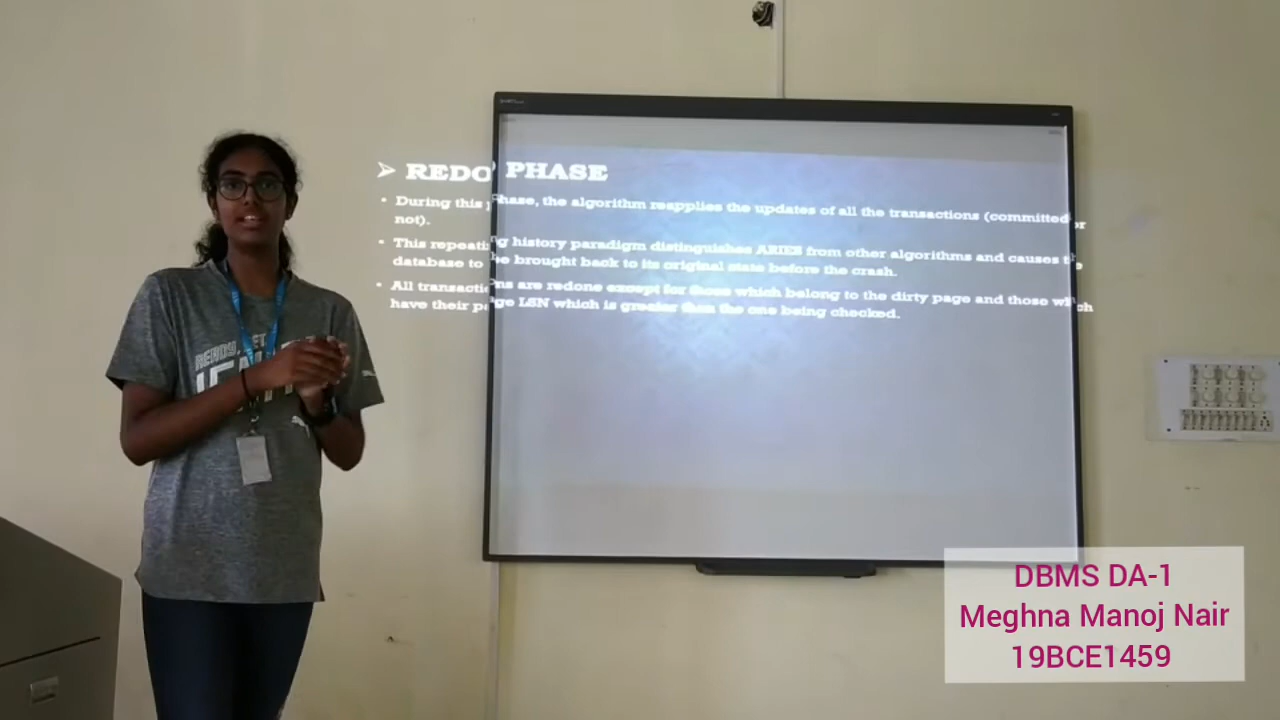 ➢ REDO PHASE
• During this phase, the algorithm reapplies the updates of all the transactions (committed or
not).
• This repeating history paradigm distinguishes ARIES from other algorithms and causes the
database to be brought back to its original state before the crash.
• All transactions are redone except for those which belong to the dirty page and those which
have their page LSN which is greater than the one being checked.
DBMS DA-1
Meghna Manoj Nair
19BCE1459